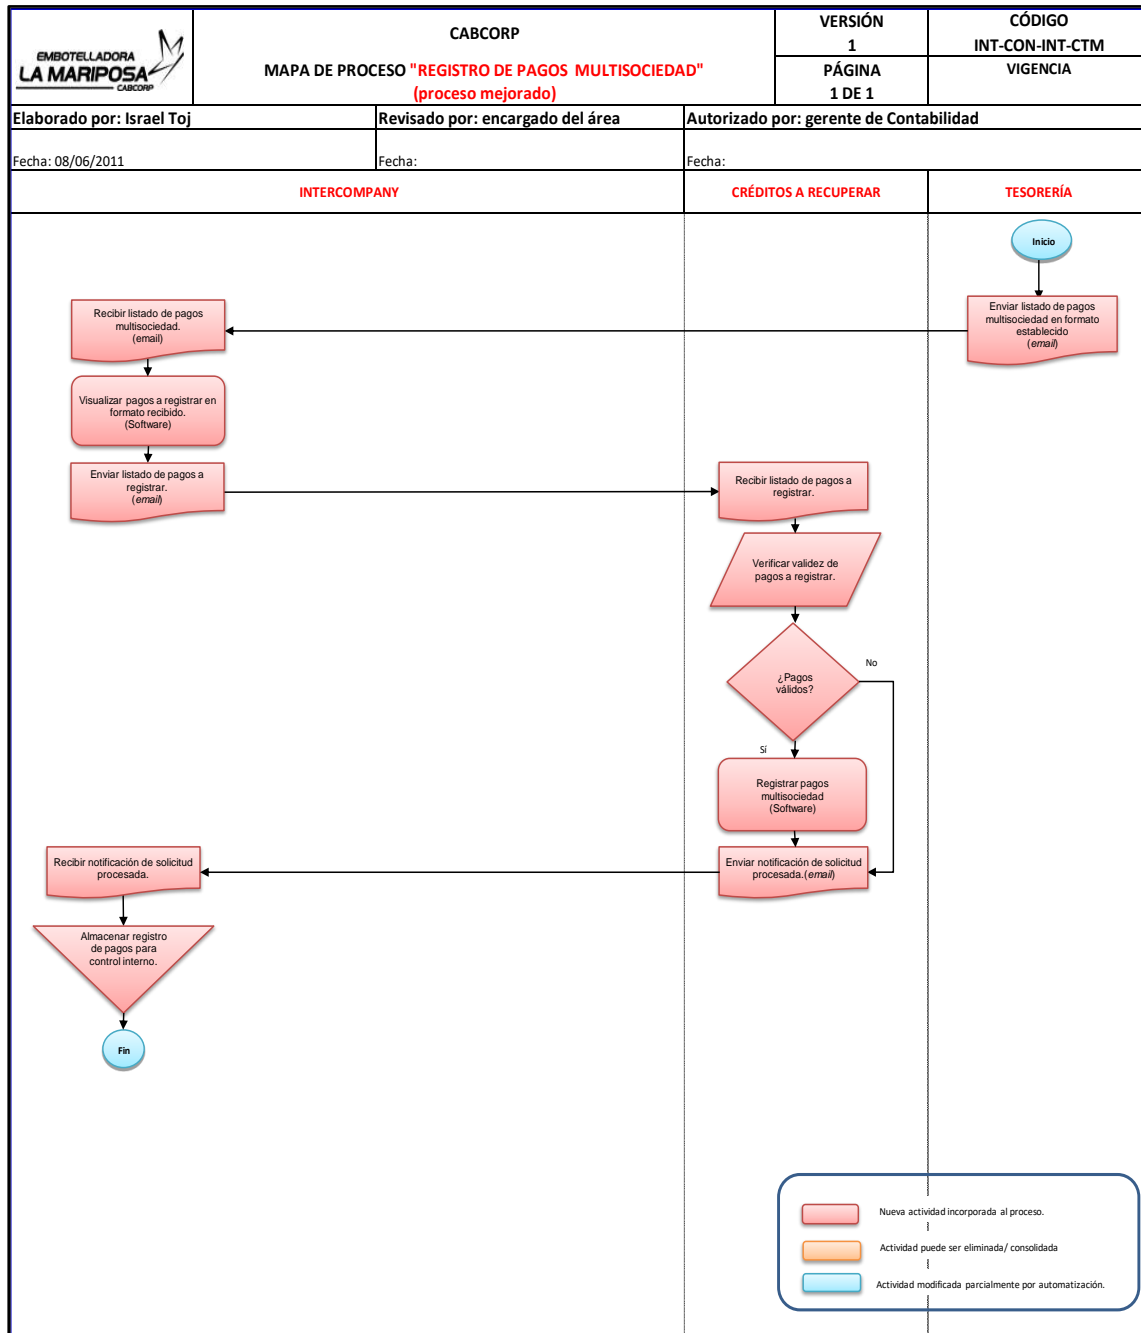 EMBOTELLADORA
LA MARIPOSA
CABCORP
CABCORP
MAPA DE PROCESO "REGISTRO DE PAGOS MULTISOCIEDAD"
(proceso mejorado)
VERSIÓN
1
CÓDIGO
INT-CON-INT-CTM
PÁGINA
1 DE 1
VIGENCIA
Elaborado por: Israel Toj
Revisado por: encargado del área
Autorizado por: gerente de Contabilidad
Fecha: 08/06/2011
Fecha:
Fecha:
INTERCOMPANY
CRÉDITOS A RECUPERAR
TESORERÍA
Inicio
Enviar listado de pagos
multisociedad en formato
establecido
(email)
Recibir listado de pagos
multisociedad.
(email)
Visualizar pagos a registrar en
formato recibido.
(Software)
Enviar listado de pagos a
registrar.
(email)
Recibir listado de pagos a
registrar.
Verificar validez de
pagos a registrar.
¿Pagos
válidos?
No
Sí
Registrar pagos
multisociedad
(Software)
Enviar notificación de solicitud
procesada.(email)
Recibir notificación de solicitud
procesada.
Almacenar registro
de pagos para
control interno.
Fin
Nueva actividad incorporada al proceso.
Actividad puede ser eliminada/ consolidada
Actividad modificada parcialmente por automatización.